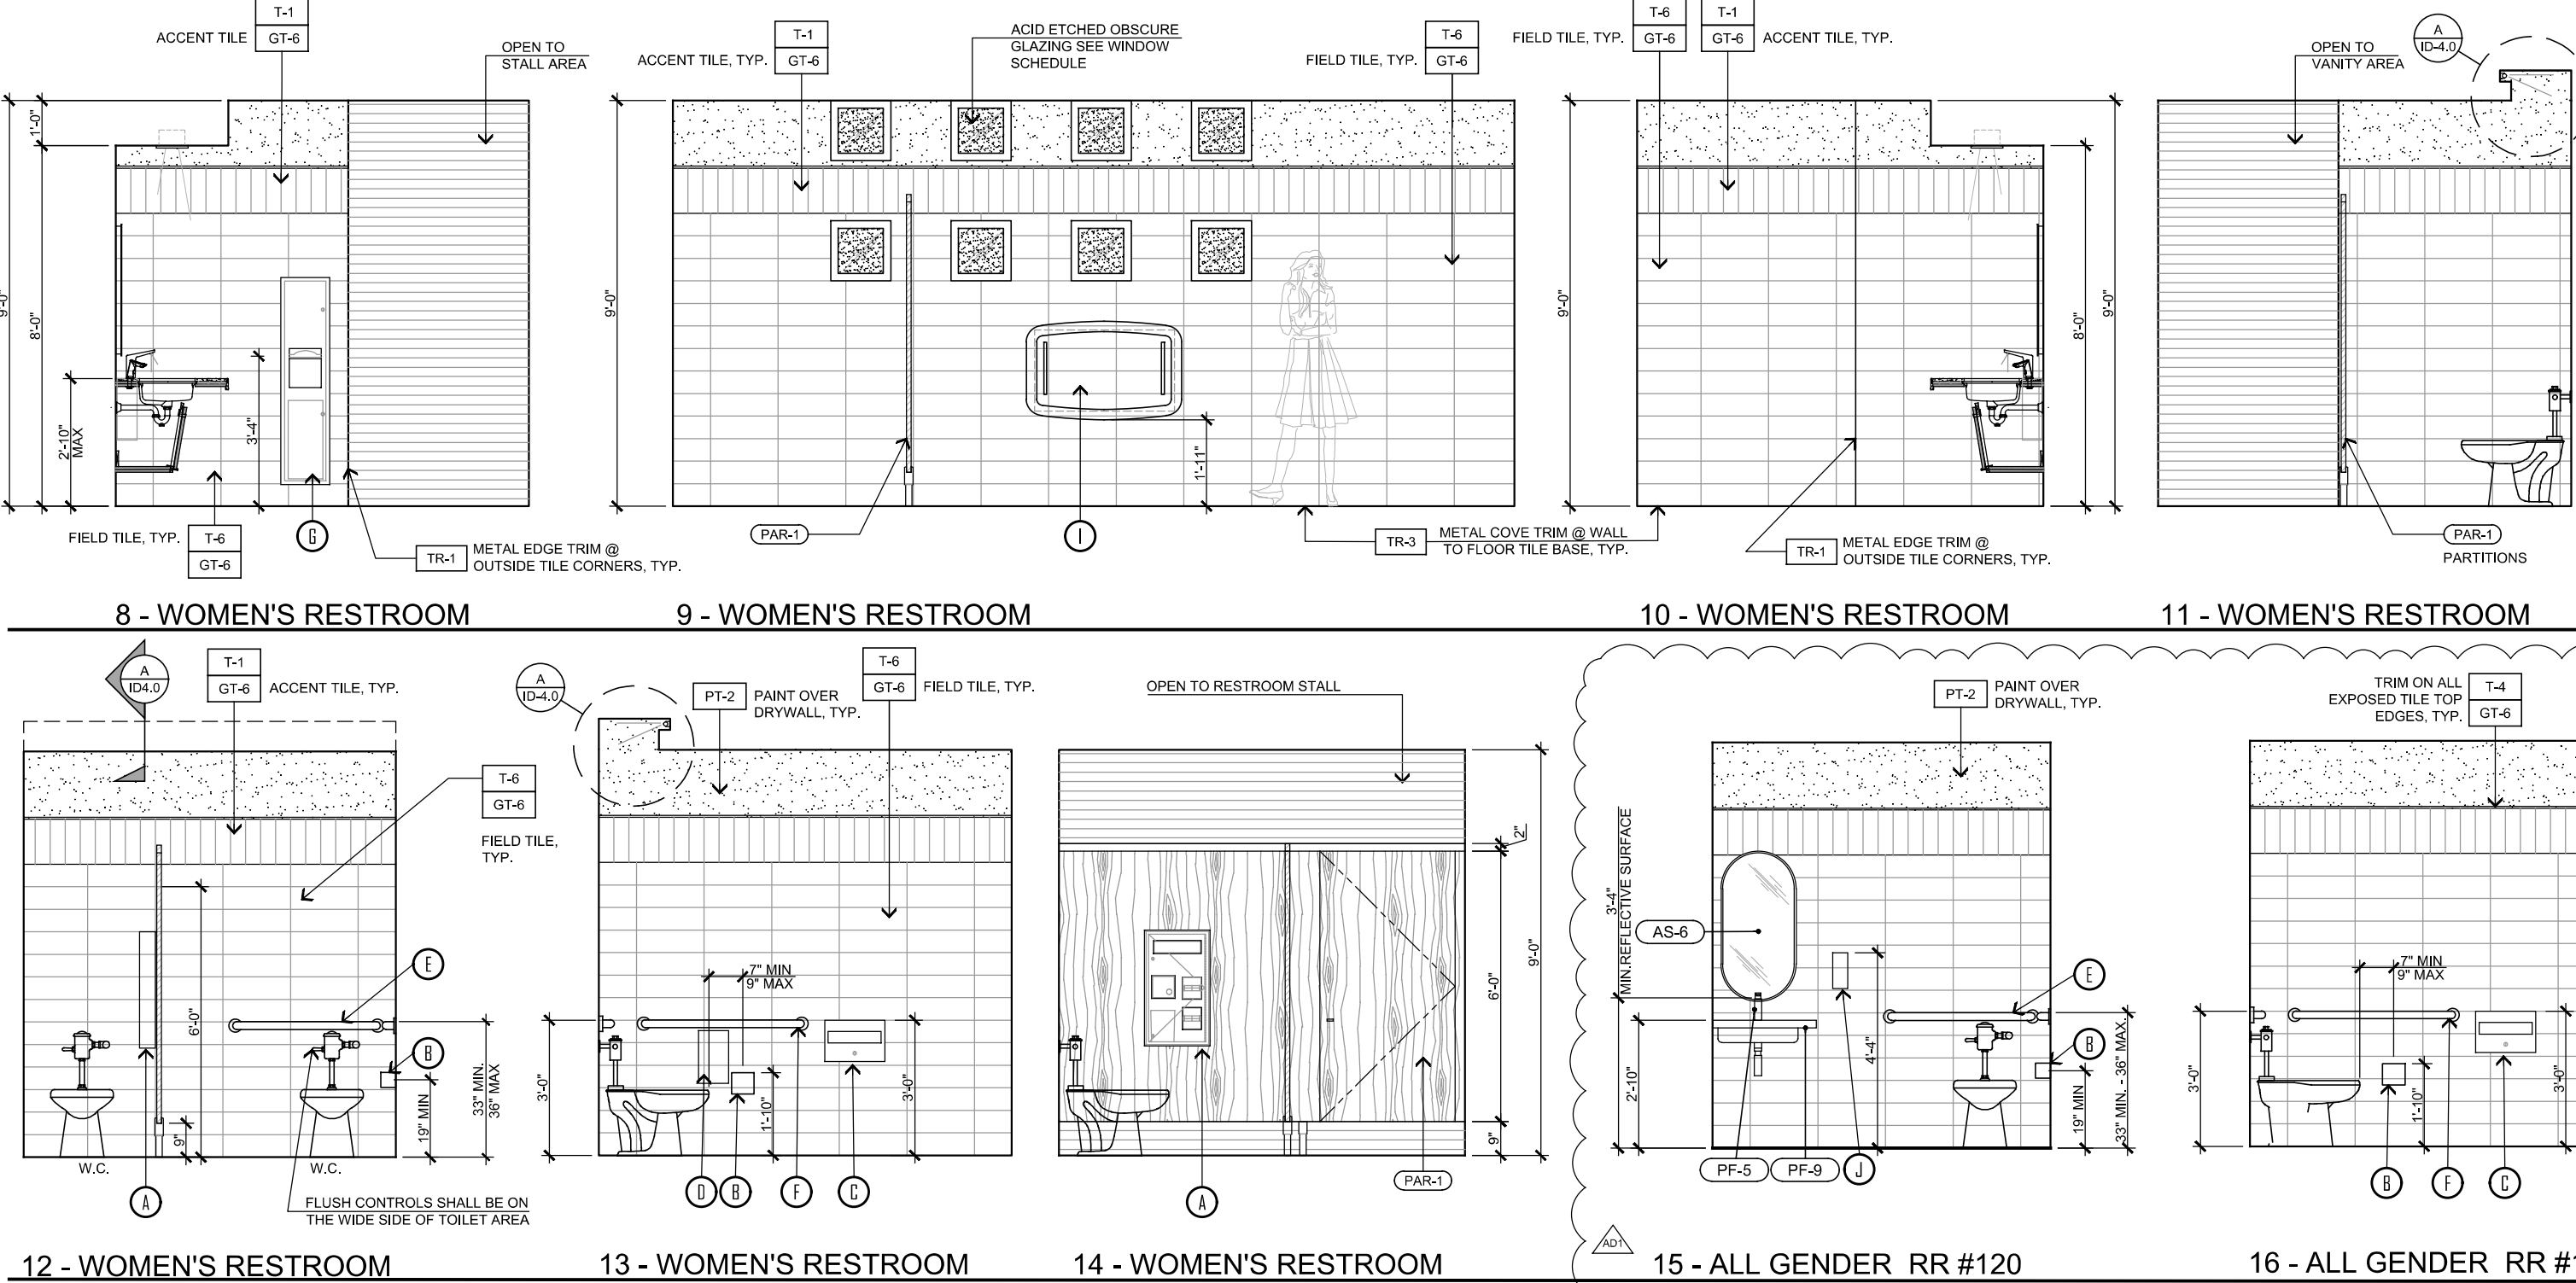 T-1
GT-6
ACCENT TILE
OPEN TO
STALL AREA
9'-0"
1'-0"
8'-0"
2'-10"
MAX
3'-4"
FIELD TILE, TYP.
T-6
GT-6
G
TR-1
METAL EDGE TRIM @
OUTSIDE TILE CORNERS, TYP.
8 - WOMEN'S RESTROOM
ACCENT TILE, TYP.
T-1
GT-6
ACID ETCHED OBSCURE
GLAZING SEE WINDOW
SCHEDULE
FIELD TILE, TYP.
T-6
GT-6
9'-0"
1'-11"
PAR-1
I
TR-3
METAL COVE TRIM @ WALL
TO FLOOR TILE BASE, TYP.
9 - WOMEN'S RESTROOM
FIELD TILE, TYP.
T-6
GT-6
T-1
GT-6
ACCENT TILE, TYP.
9'-0"
8'-0"
9'-0"
TR-1
METAL EDGE TRIM @
OUTSIDE TILE CORNERS, TYP.
10 - WOMEN'S RESTROOM
OPEN TO
VANITY AREA
A
ID-4.0
PAR-1
PARTITIONS
11 - WOMEN'S RESTROOM
A
ID4.0
T-1
GT-6
ACCENT TILE, TYP.
T-6
GT-6
FIELD TILE,
TYP.
E
B
6'-0"
9"
19" MIN
33" MIN.
36" MAX
W.C.
W.C.
A
FLUSH CONTROLS SHALL BE ON
THE WIDE SIDE OF TOILET AREA
12 - WOMEN'S RESTROOM
A
ID-4.0
PT-2
PAINT OVER
DRYWALL, TYP.
T-6
GT-6
FIELD TILE, TYP.
7" MIN
9" MAX
3'-0"
1'-10"
3'-0"
D
B
F
C
13 - WOMEN'S RESTROOM
OPEN TO RESTROOM STALL
2"
6'-0"
9'-0"
9"
A
PAR-1
14 - WOMEN'S RESTROOM
PT-2
PAINT OVER
DRYWALL, TYP.
3'-4"
MIN.REFLECTIVE SURFACE
AS-6
2'-10"
4'-4"
E
B
19" MIN
33" MIN. - 36" MAX.
PF-5
PF-9
J
AD1
15 - ALL GENDER RR #120
TRIM ON ALL
EXPOSED TILE TOP
EDGES, TYP.
T-4
GT-6
7" MIN
9" MAX
3'-0"
1'-10"
3'-0"
B
F
C
16 - ALL GENDER RR #